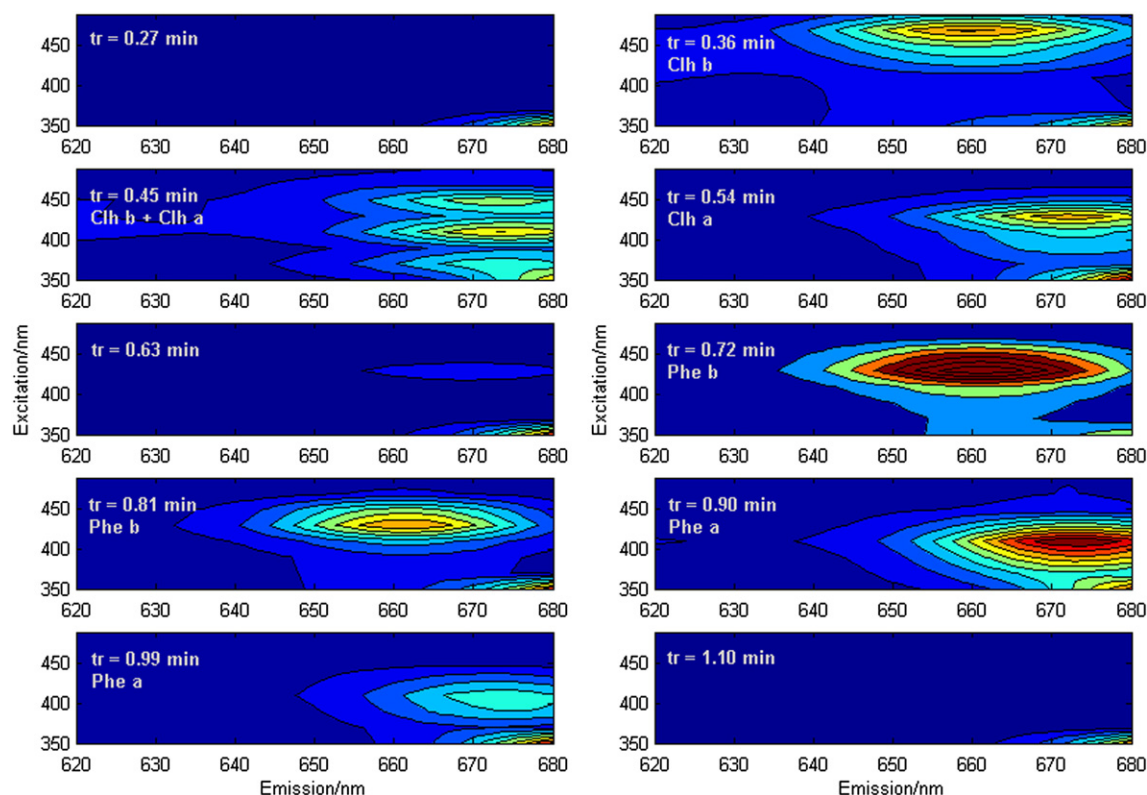 450
400
350
tr = 0.27 min
620 630 640 650 660 670 680
450
400
350
tr = 0.36 min
Clh b
620 630 640 650 660 670 680
450
400
350
tr = 0.45 min
Clh b + Clh a
620 630 640 650 660 670 680
450
400
350
tr = 0.54 min
Clh a
620 630 640 650 660 670 680
Excitation/nm
450
400
350
tr = 0.63 min
620 630 640 650 660 670 680
Excitation/nm
450
400
350
tr = 0.72 min
Phe b
620 630 640 650 660 670 680
450
400
350
tr = 0.81 min
Phe b
620 630 640 650 660 670 680
450
400
350
tr = 0.90 min
Phe a
620 630 640 650 660 670 680
450
400
350
tr = 0.99 min
Phe a
620 630 640 650 660 670 680
Emission/nm
450
400
350
tr = 1.10 min
620 630 640 650 660 670 680
Emission/nm